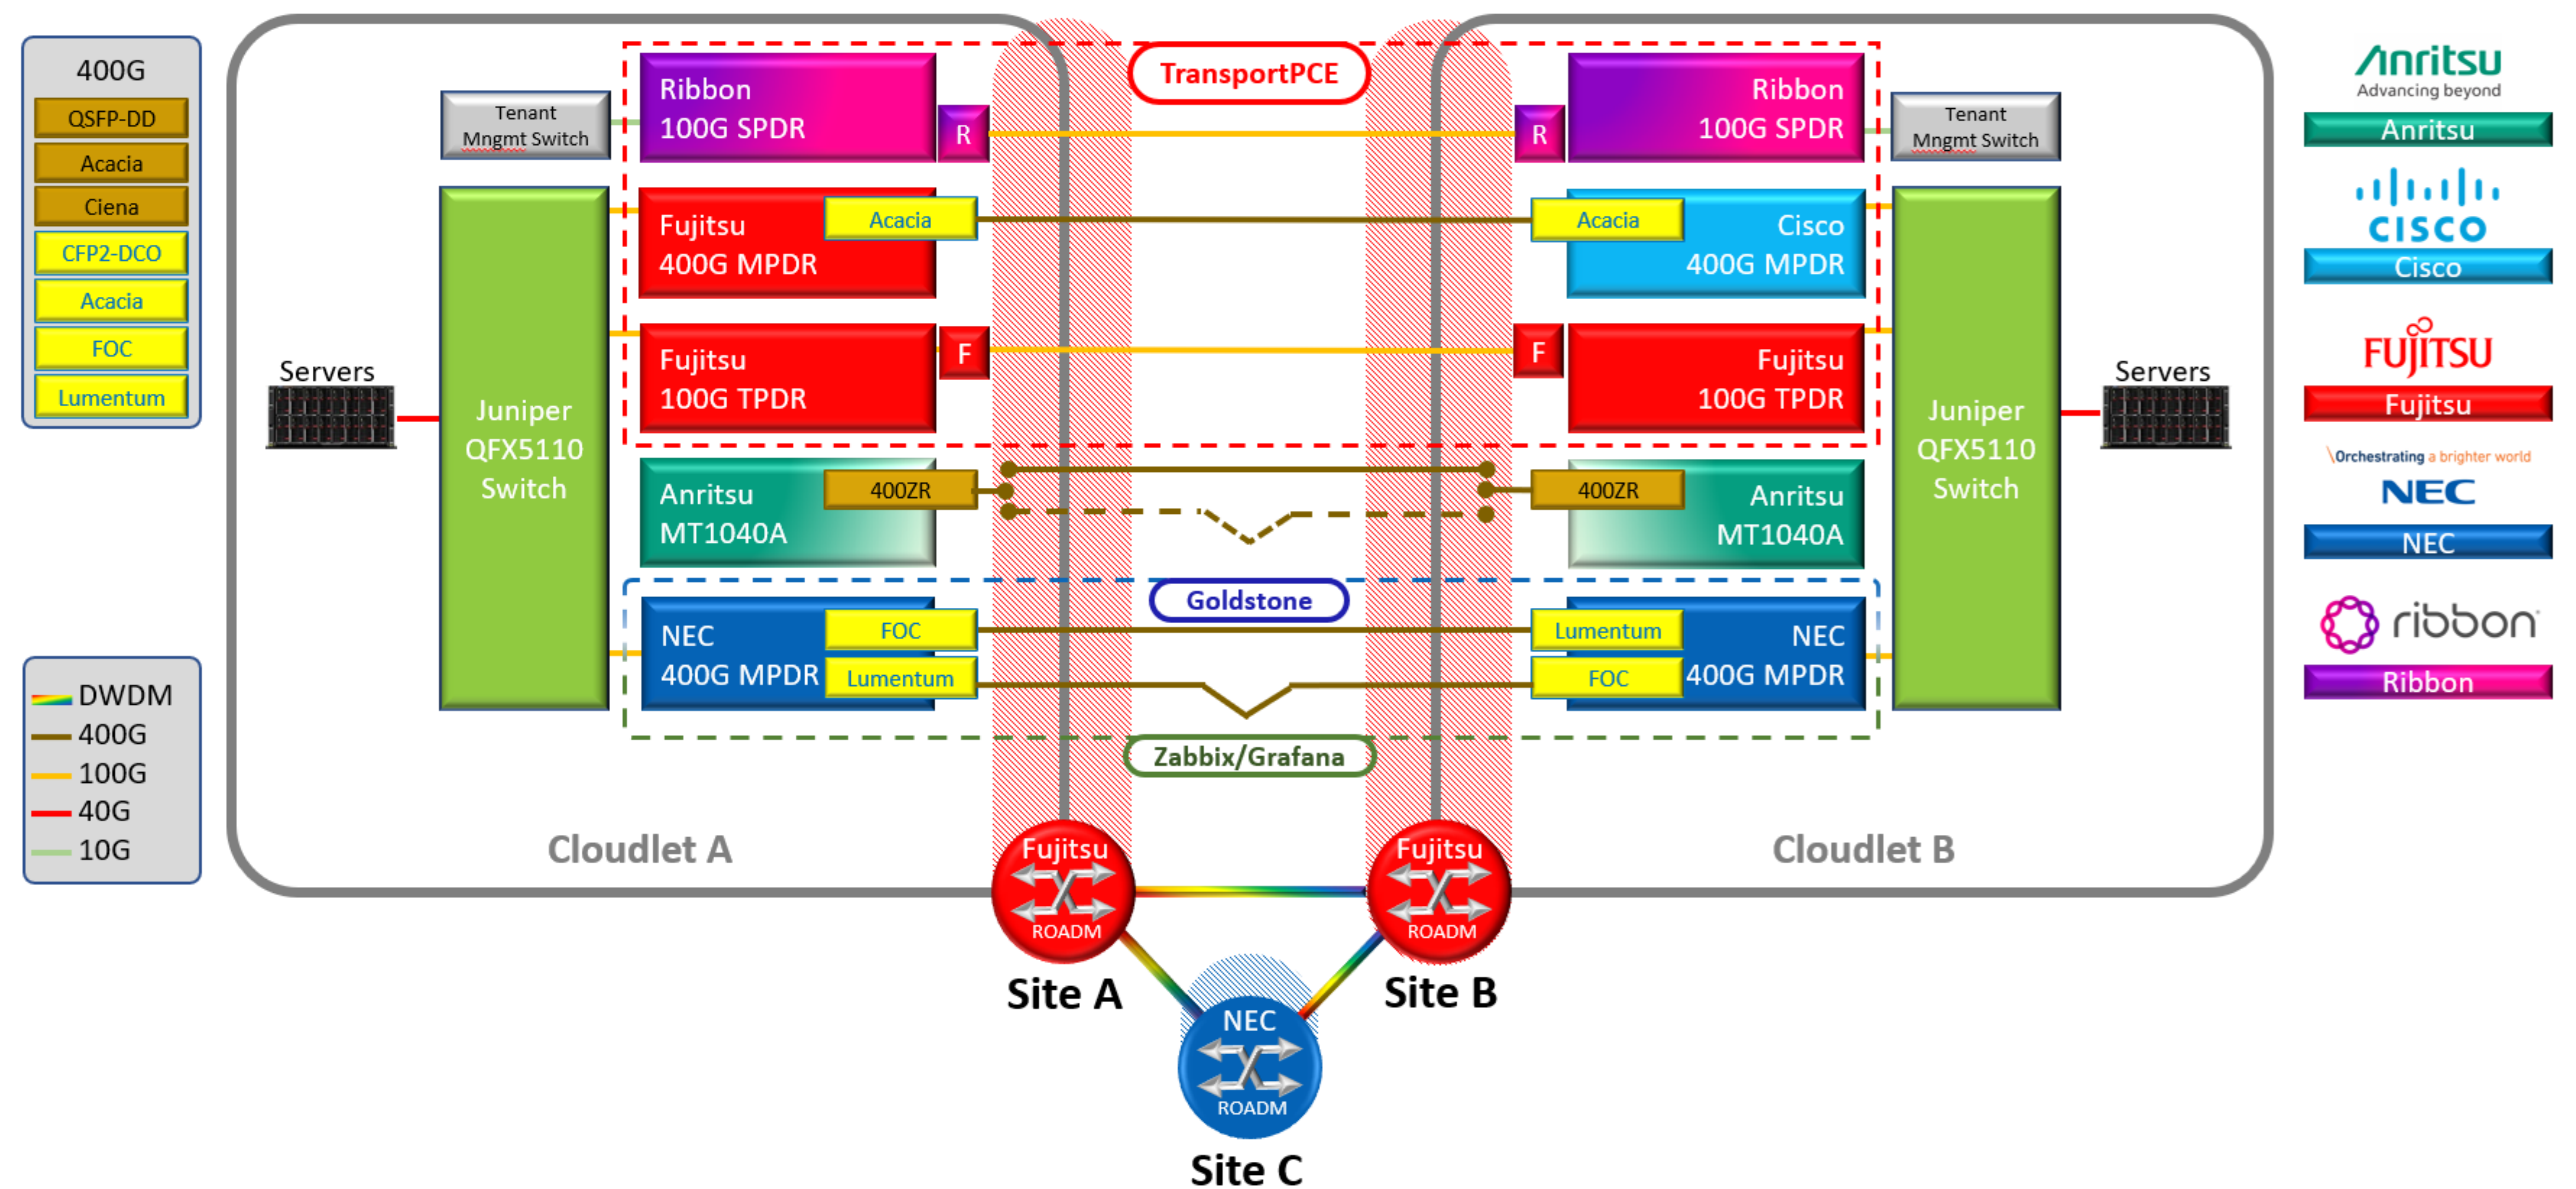 400G
QSFP-DD
Acacia
Ciena
CFP2-DCO
Acacia
FOC
Lumentum
DWDM
400G
100G
40G
10G
Servers
Tenant
Mngmt Switch
Juniper
QFX5110
Switch
Ribbon
100G SPDR
R
Fujitsu
400G MPDR
Acacia
Fujitsu
100G TPDR
F
Anritsu
MT1040A
400ZR
NEC
400G MPDR
FOC
Lumentum
Cloudlet A
TransportPCE
Goldstone
Zabbix/Grafana
R
Ribbon
100G SPDR
Acacia
Cisco
400G MPDR
F
Fujitsu
100G TPDR
400ZR
Anritsu
MT1040A
Lumentum
FOC
NEC
400G MPDR
Tenant
Mngmt Switch
Juniper
QFX5110
Switch
Servers
Cloudlet B
Fujitsu
ROADM
Site A
Fujitsu
ROADM
Site B
NEC
ROADM
Site C
Anritsu
Advancing beyond
Anritsu
CISCO
Cisco
FUJITSU
Fujitsu
\Orchestrating a brighter world
NEC
NEC
ribbon
Ribbon